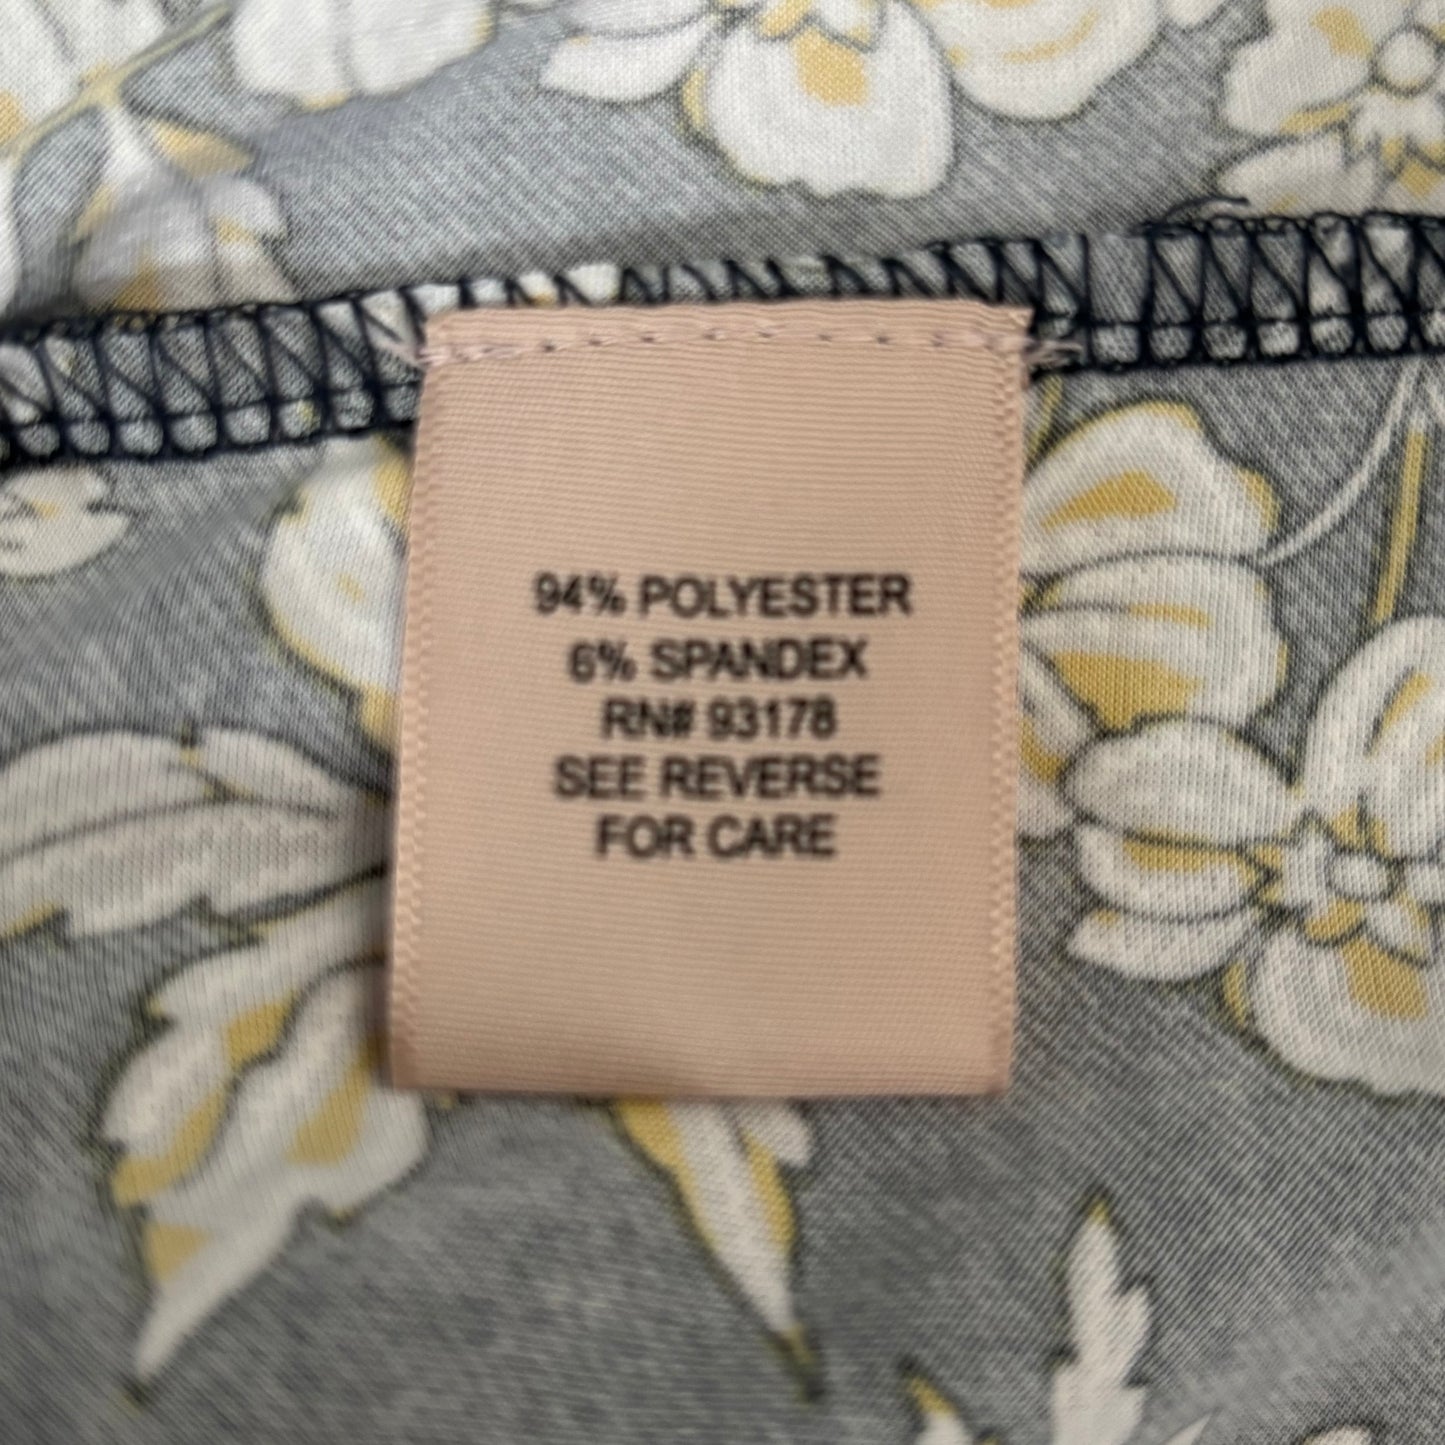 94% POLYESTER
6% SPANDEX
RN# 93178
SEE REVERSE
FOR CARE